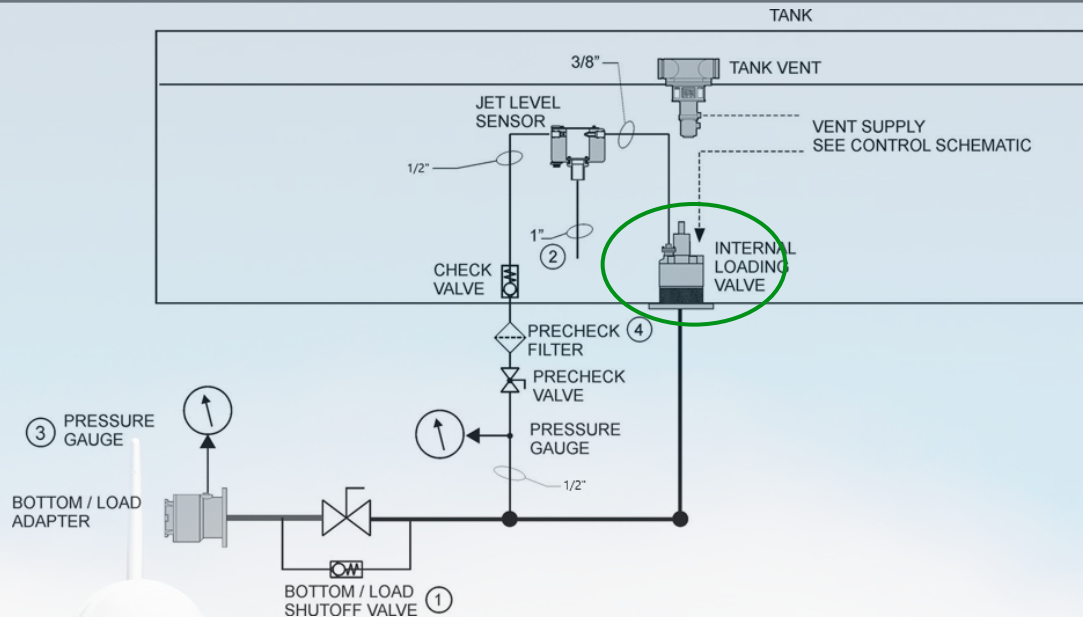 TANK
3/8"
TANK VENT
JET LEVEL
SENSOR
VENT SUPPLY
SEE CONTROL SCHEMATIC
1/2"
1"
2
INTERNAL
LOADING
VALVE
CHECK
VALVE
PRECHECK
FILTER
4
PRECHECK
VALVE
3
PRESSURE
GAUGE
PRESSURE
GAUGE
1/2"
BOTTOM / LOAD
ADAPTER
BOTTOM / LOAD
SHUTOFF VALVE
1